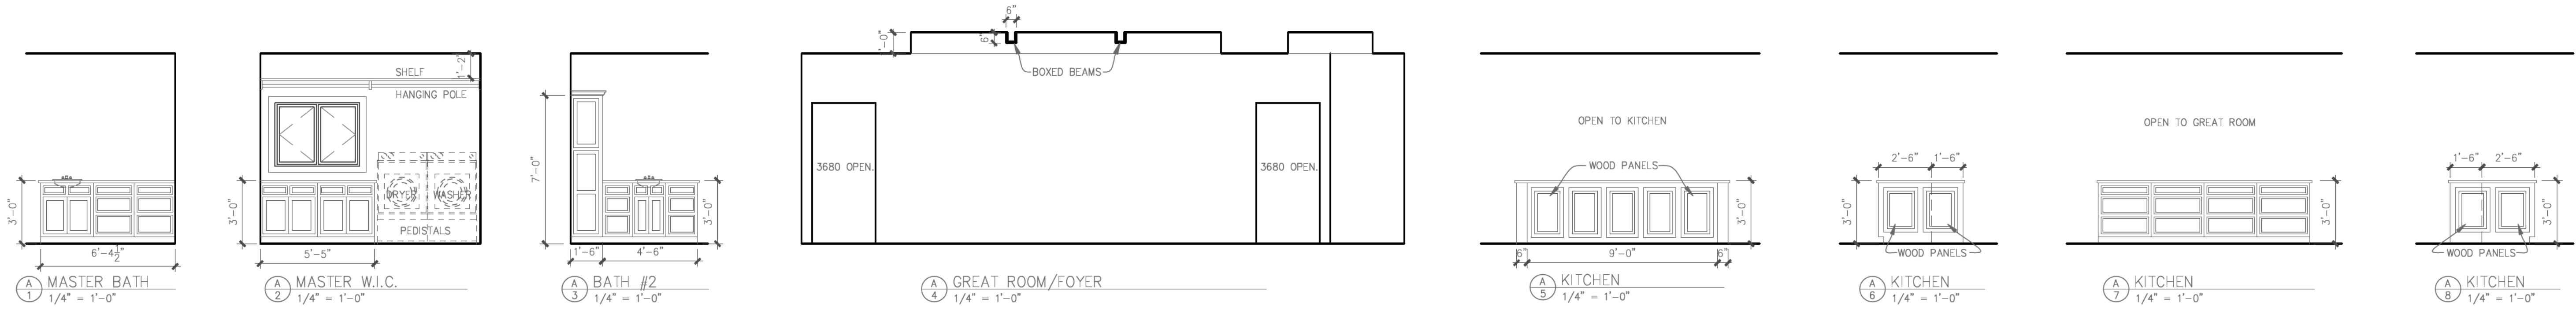 3'-0"
6'-4 1/2"
A
1
MASTER BATH
1/4" = 1'-0"
SHELF
1'-2"
HANGING POLE
DRYER
WASHER
PEDISTALS
3'-0"
5'-5"
A
2
MASTER W.I.C.
1/4" = 1'-0"
7'-0"
3'-0"
1'-6"
4'-6"
A
3
BATH #2
1/4" = 1'-0"
6"
6"
1'-0"
BOXED BEAMS
3680 OPEN.
3680 OPEN.
A
4
GREAT ROOM/FOYER
1/4" = 1'-0"
OPEN TO KITCHEN
WOOD PANELS
3'-0"
6"
9'-0"
6"
A
5
KITCHEN
1/4" = 1'-0"
2'-6"
1'-6"
3'-0"
3'-0"
WOOD PANELS
A
6
KITCHEN
1/4" = 1'-0"
OPEN TO GREAT ROOM
3'-0"
A
7
KITCHEN
1/4" = 1'-0"
1'-6"
2'-6"
3'-0"
3'-0"
WOOD PANELS
A
8
KITCHEN
1/4" = 1'-0"